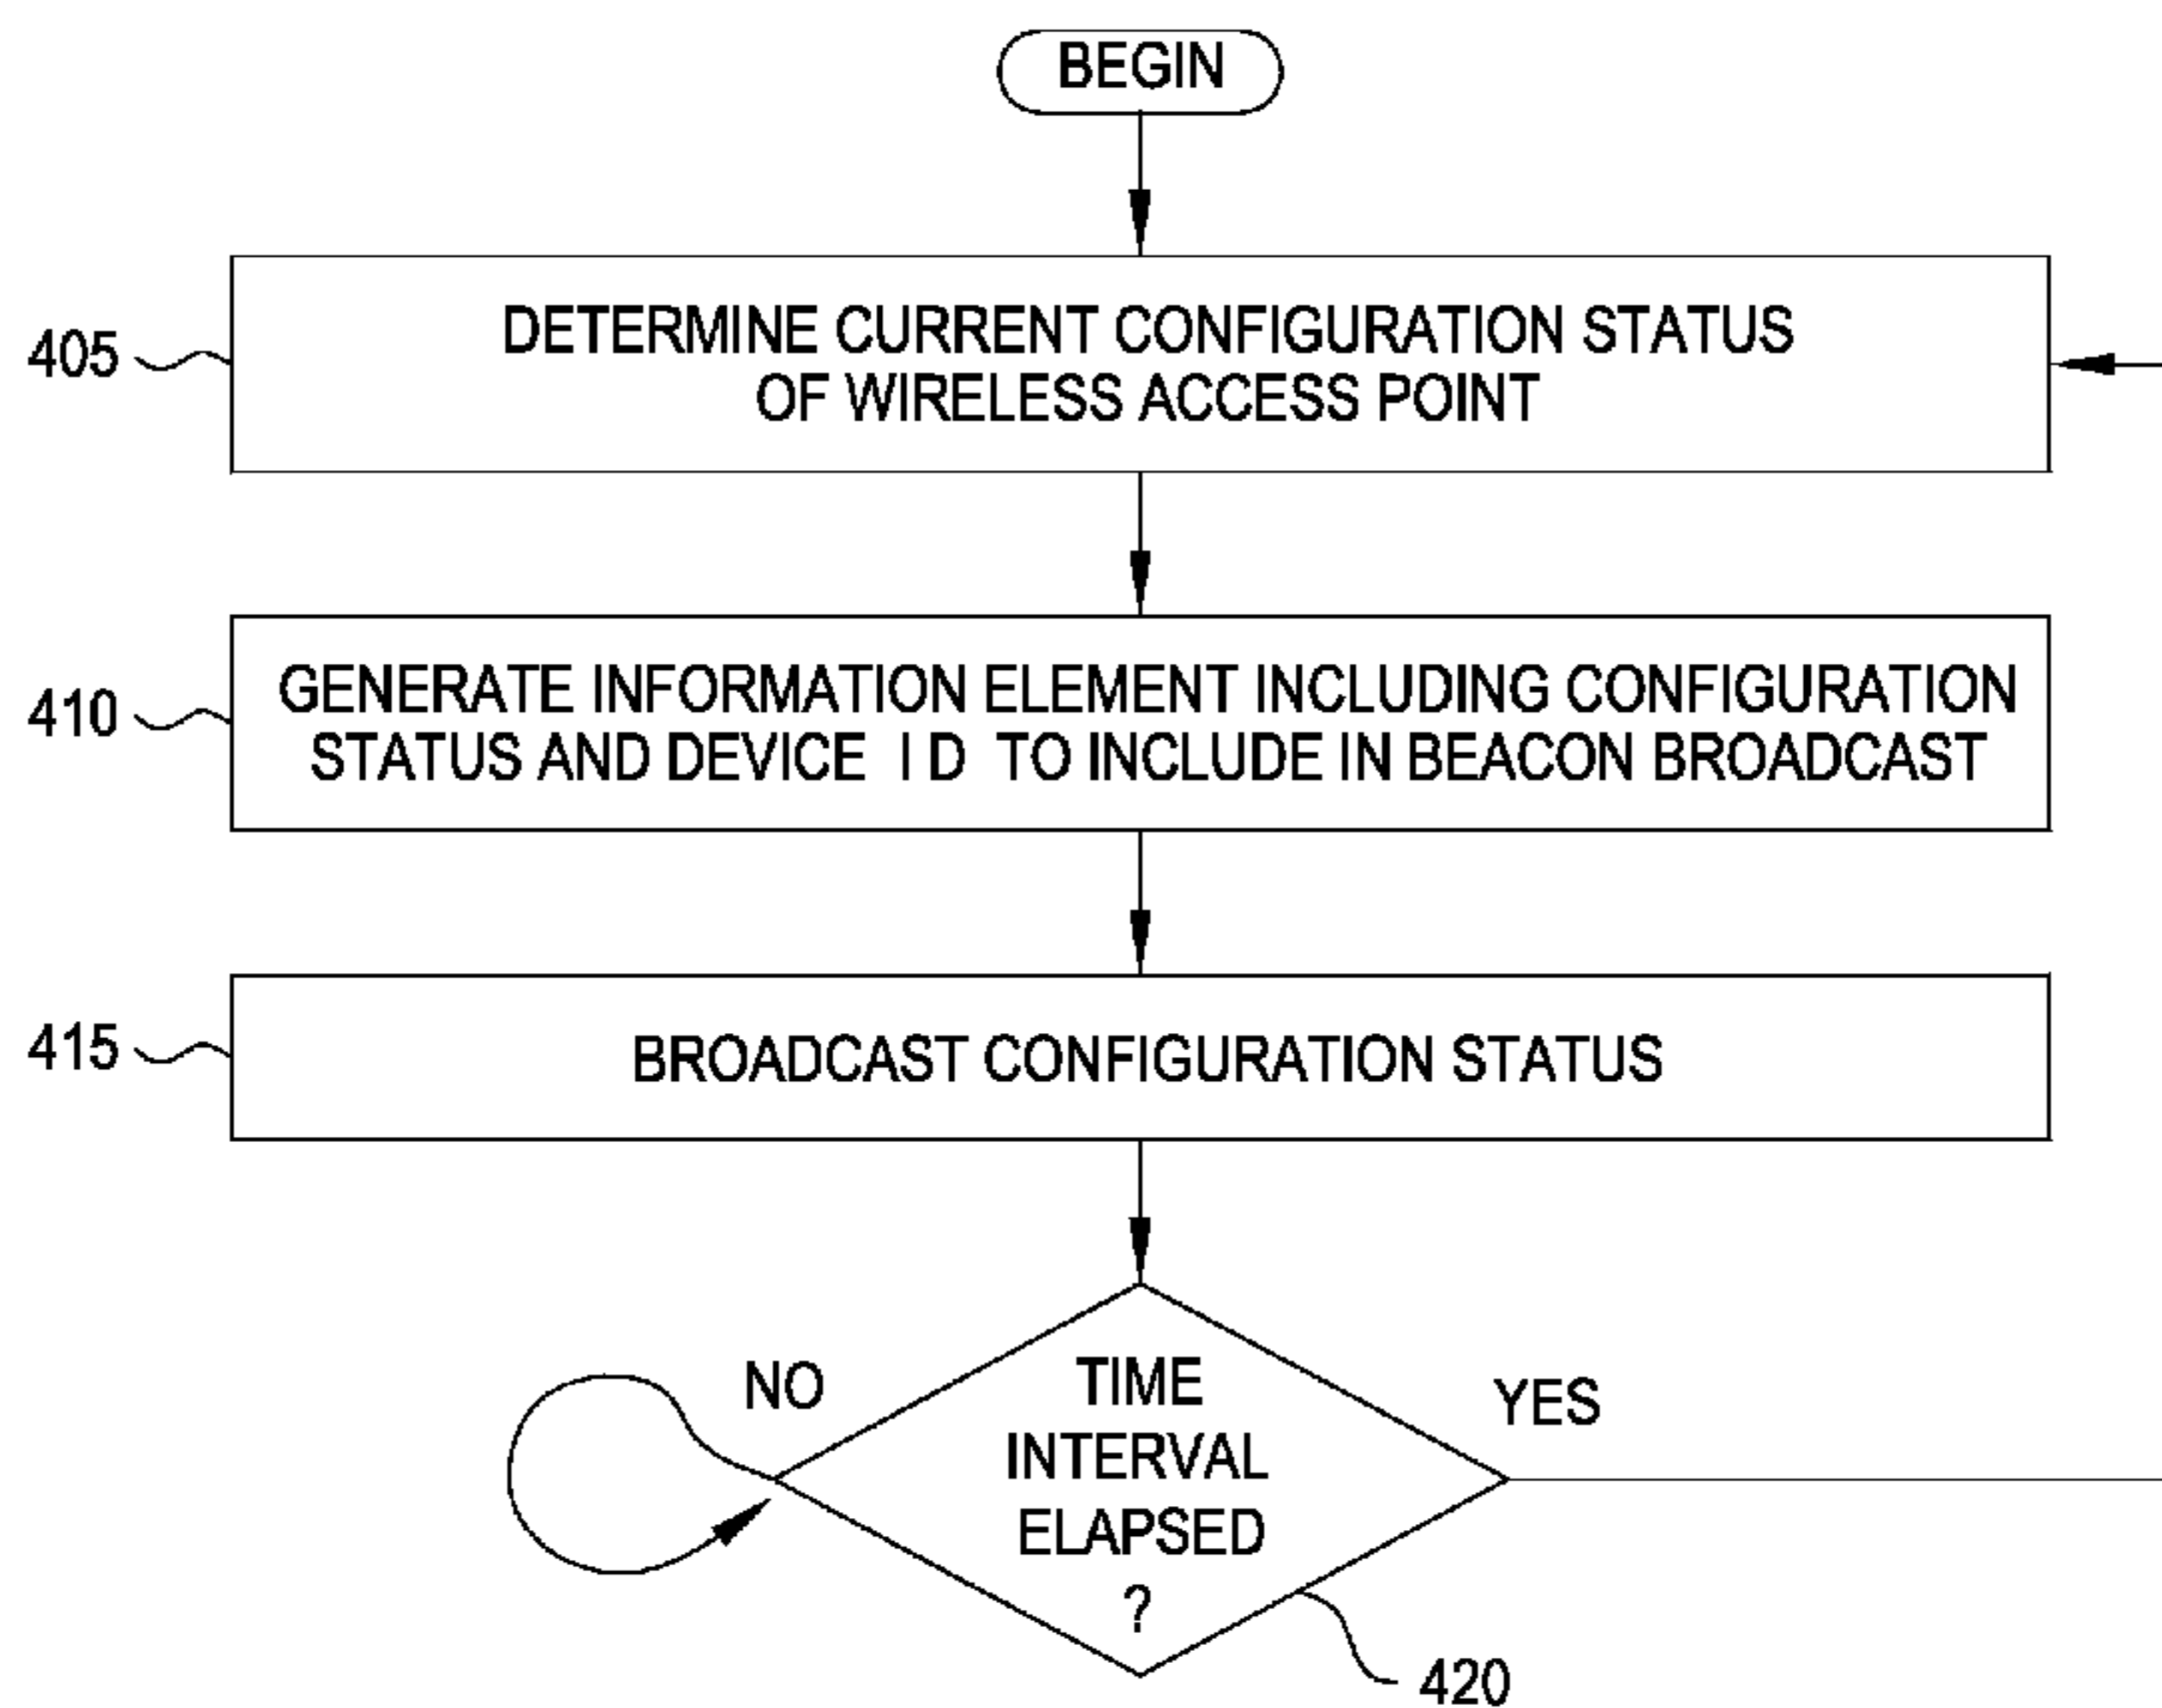 BEGIN
405
DETERMINE CURRENT CONFIGURATION STATUS
OF WIRELESS ACCESS POINT
410
GENERATE INFORMATION ELEMENT INCLUDING CONFIGURATION
STATUS AND DEVICE I D TO INCLUDE IN BEACON BROADCAST
415
BROADCAST CONFIGURATION STATUS
NO
TIME
INTERVAL
ELAPSED
?
YES
420